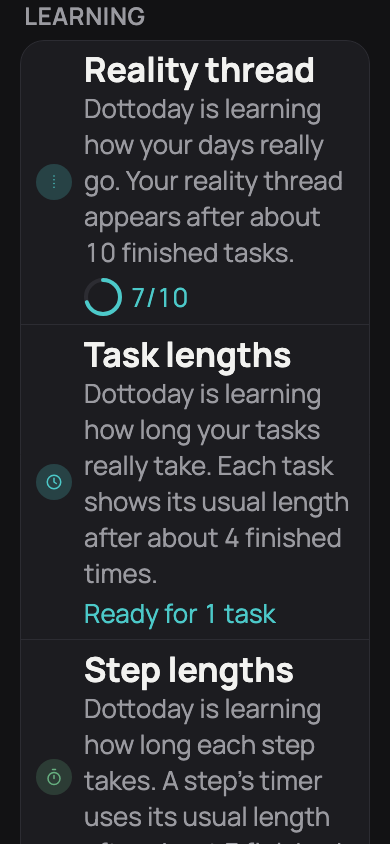 LEARNING
Reality thread
Dottoday is learning
how your days really
go. Your reality thread
appears after about
10 finished tasks.
7/10
Task lengths
Dottoday is learning
how long your tasks
really take. Each task
shows its usual length
after about 4 finished
times.
Ready for 1 task
Step lengths
Dottoday is learning
how long each step
takes. A step's timer
uses its usual length